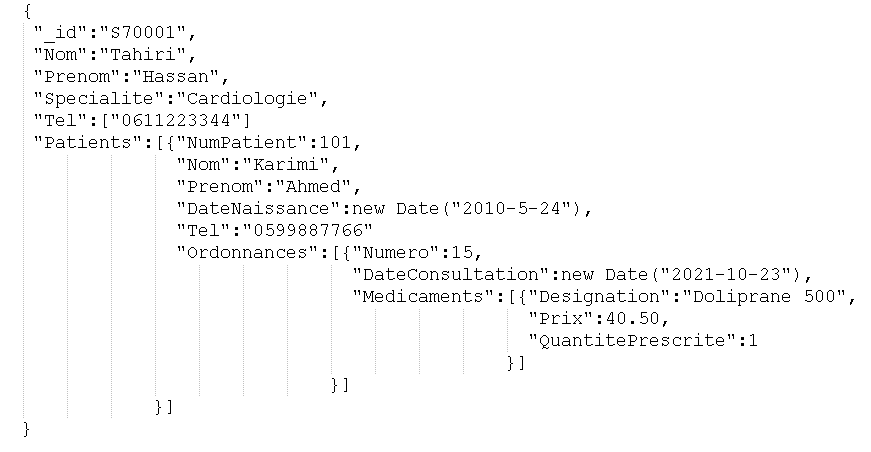 {
"_id":"S70001",
"Nom":"Tahiri",
"Prenom":"Hassan",
"Specialite":"Cardiologie",
"Tel":["0611223344"]
"Patients":[{"NumPatient":101,
"Nom":"Karimi",
"Prenom":"Ahmed",
"DateNaissance":new Date("2010-5-24"),
"Tel":"0599887766"
"Ordonnances":[{"Numero":15,
"DateConsultation":new Date("2021-10-23"),
"Medicaments":[{"Designation":"Doliprane 500",
"Prix":40.50,
"QuantitePrescrite":1
}]
}]
}]
}